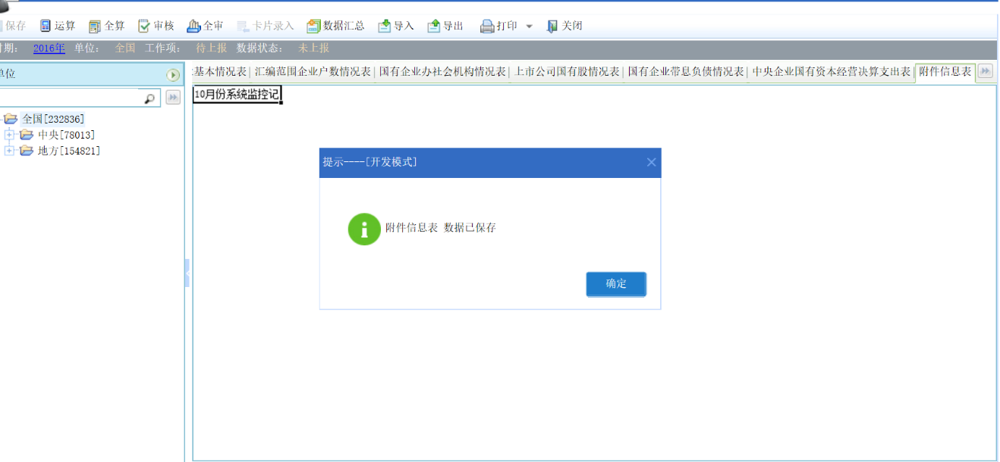 保存 运算 全算 审核 全审 卡片录入 数据汇总 导入 导出 打印 关闭
时期: 2016年 单位: 全国 工作项: 待上报 数据状态: 未上报
单位
基本情况表 汇编范围企业户数情况表 国有企业办社会机构情况表 上市公司国有股情况表 国有企业带息负债情况表 中央企业国有资本经营决算支出表 附件信息表
10月份系统监控记
全国[232836]
中央[78013]
地方[154821]
提示----[开发模式]
附件信息表 数据已保存
确定